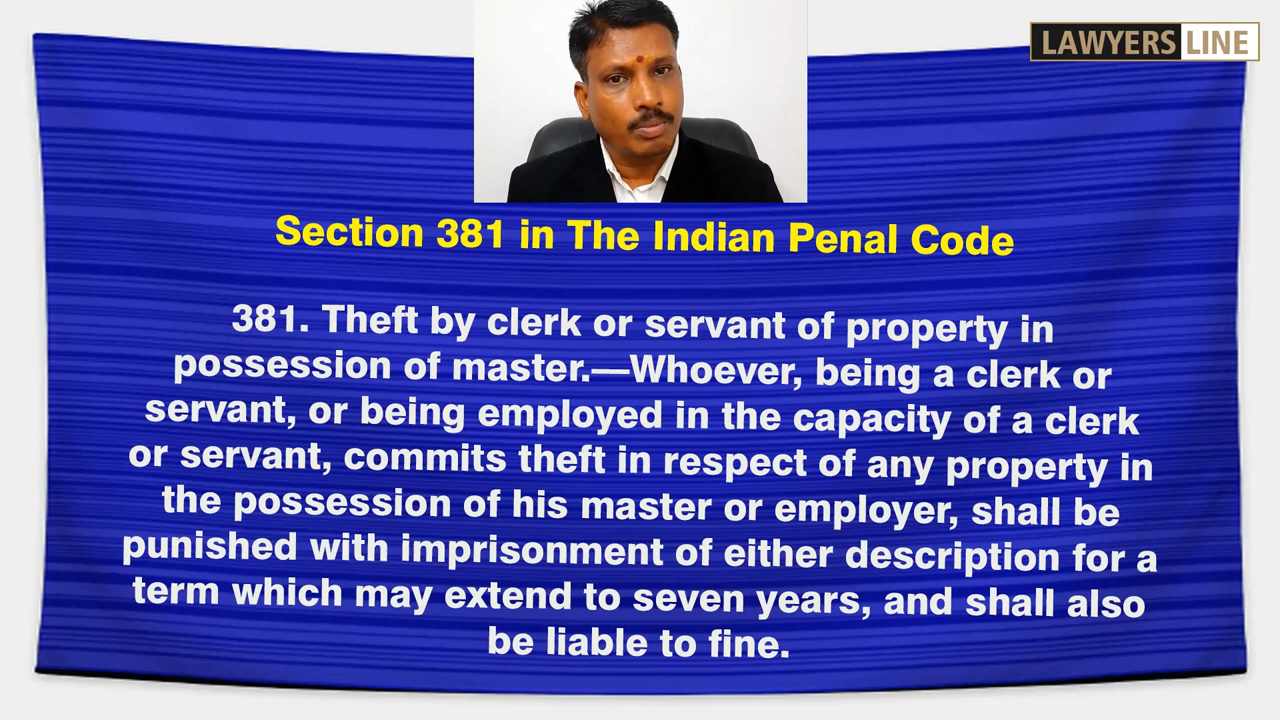 LAWYERS LINE
Section 381 in The Indian Penal Code
381. Theft by clerk or servant of property in
possession of master.—Whoever, being a clerk or
servant, or being employed in the capacity of a clerk
or servant, commits theft in respect of any property in
the possession of his master or employer, shall be
punished with imprisonment of either description for a
term which may extend to seven years, and shall also
be liable to fine.